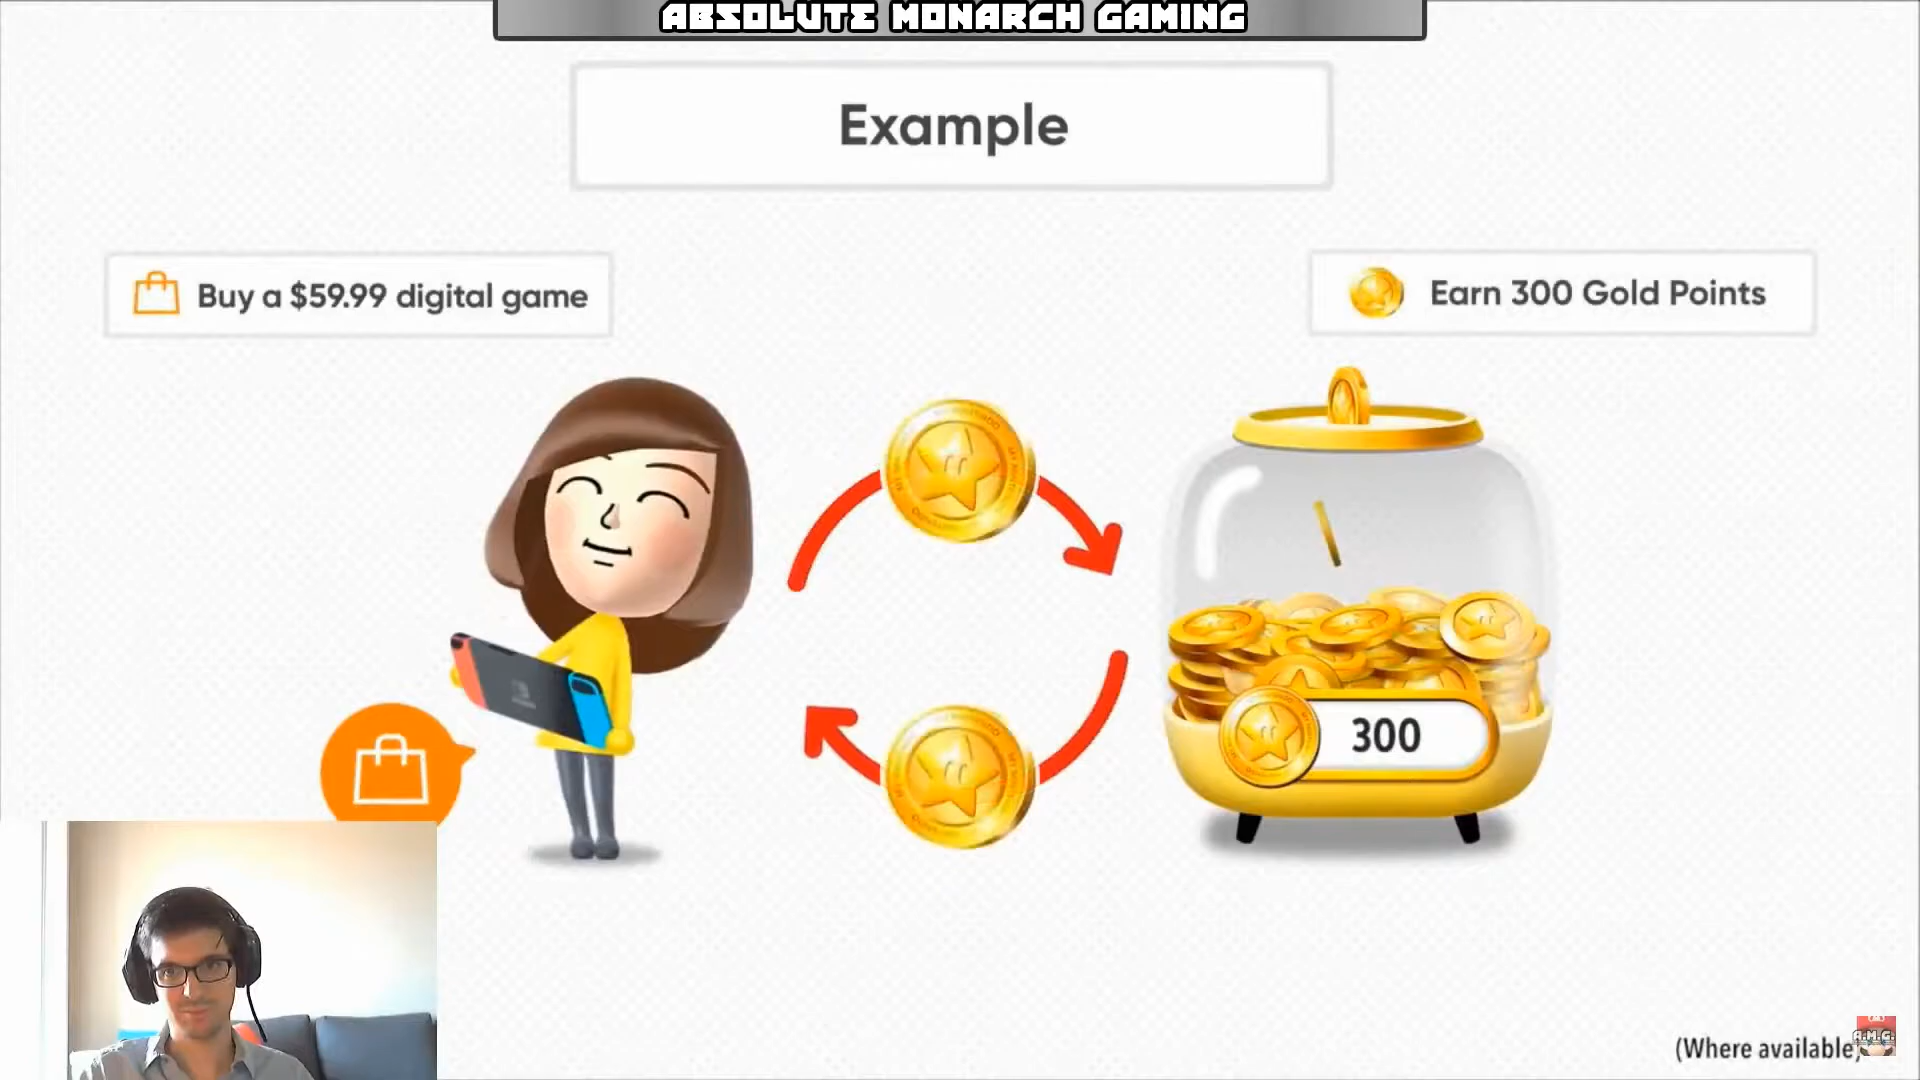 ABSOLUTE MONARCH GAMING
Example
Buy a $59.99 digital game
Earn 300 Gold Points
300
(Where available)
A.M.G.